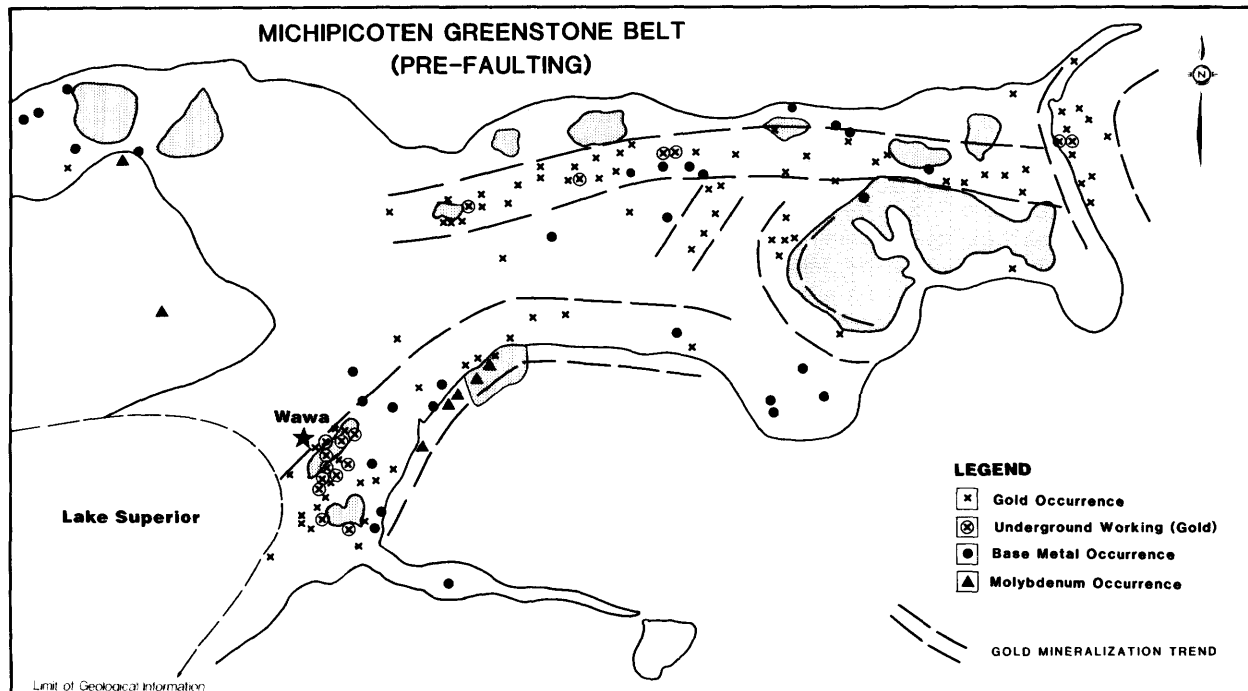 MICHIPICOTEN GREENSTONE BELT
(PRE-FAULTING)
N
Wawa
Lake Superior
LEGEND
Gold Occurrence
Underground Working (Gold)
Base Metal Occurrence
Molybdenum Occurrence
GOLD MINERALIZATION TREND
Limit of Geological Information